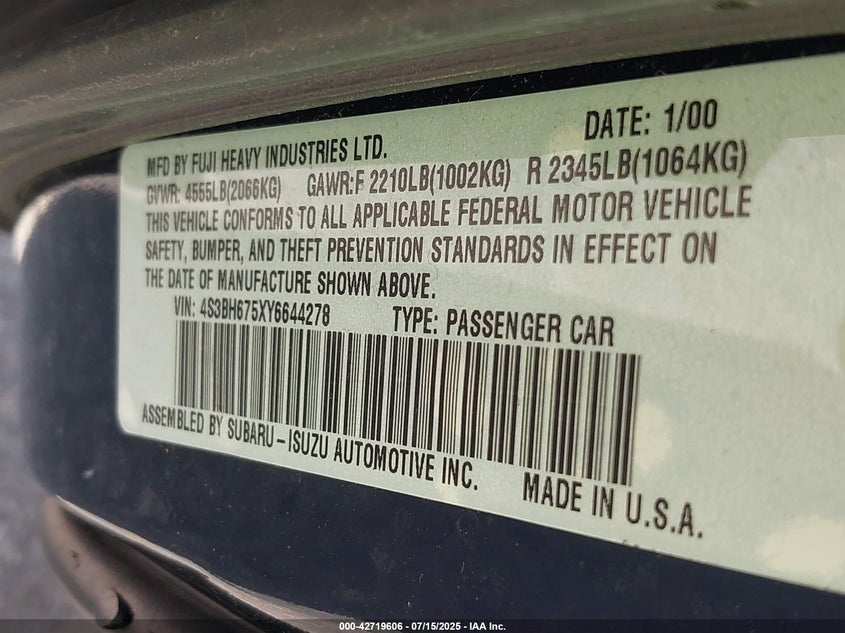 MFD BY FUJI HEAVY INDUSTRIES LTD. DATE: 1/00
GVWR: 4555LB(2066KG) GAWR:F 2210LB(1002KG) R 2345LB(1064KG)
THIS VEHICLE CONFORMS TO ALL APPLICABLE FEDERAL MOTOR VEHICLE
SAFETY, BUMPER, AND THEFT PREVENTION STANDARDS IN EFFECT ON
THE DATE OF MANUFACTURE SHOWN ABOVE.
VIN: 4S3BH675XY6644278 TYPE: PASSENGER CAR
ASSEMBLED BY SUBARU-ISUZU AUTOMOTIVE INC. MADE IN U.S.A.
000-42719606 | 07/15/2025 - IAA Inc.